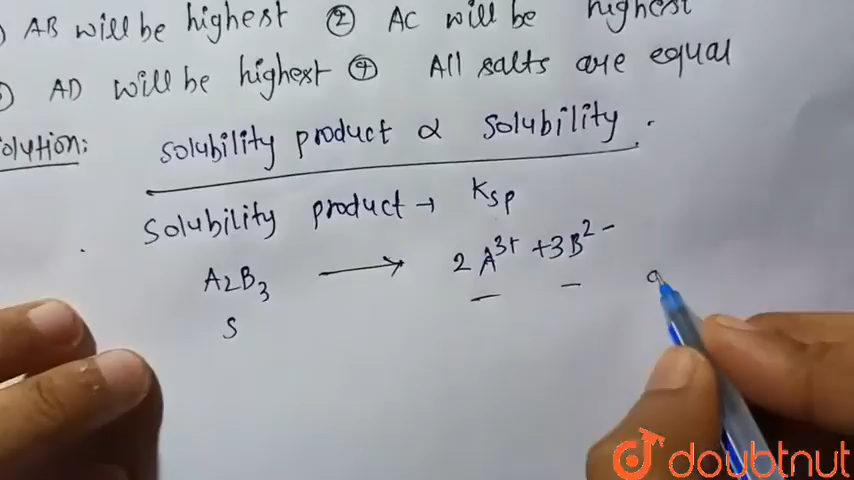 ) AB will be highest ② AC will be highest
) AD will be highest ④ All salts are equal
olution: solubility product α solubility.
solubility product → Ksp
A2B3 → 2A3+ + 3B2-
S
doubtnut